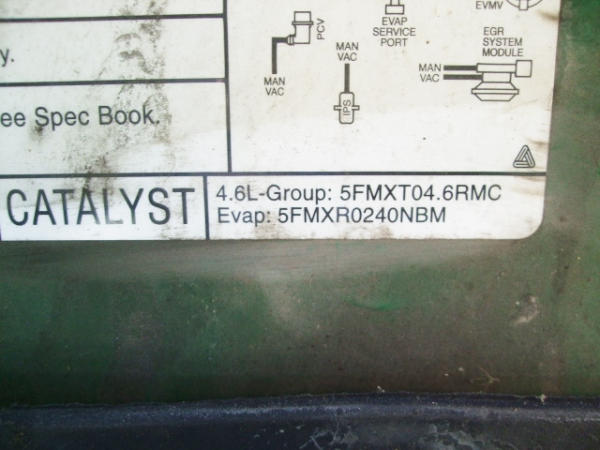 EVMV
EVAP
SERVICE
PORT
EGR
SYSTEM
MODULE
PCV
MAN
VAC
MAN
VAC
MAN
VAC
IPS
y.
ee Spec Book.
CATALYST
4.6L-Group: 5FMXT04.6RMC
Evap: 5FMXR0240NBM